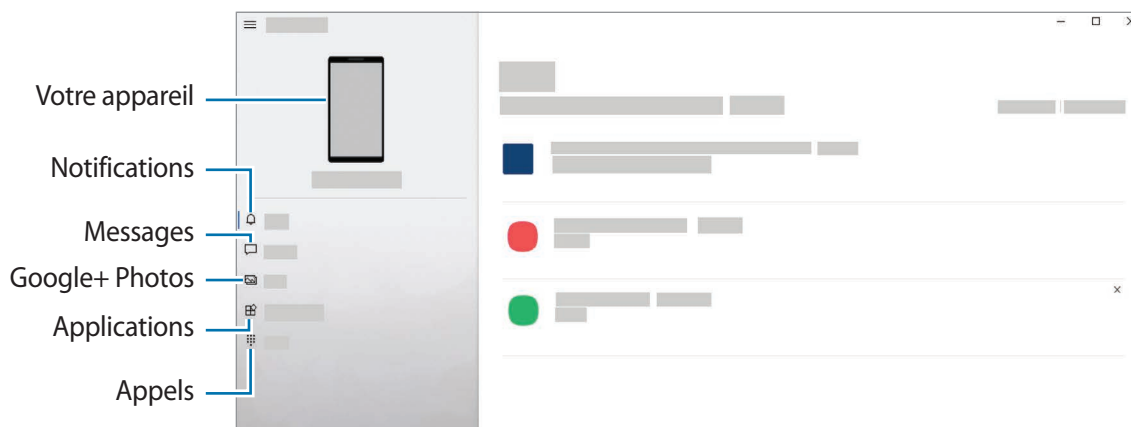 Votre appareil
Notifications
Messages
Google+ Photos
Applications
Appels